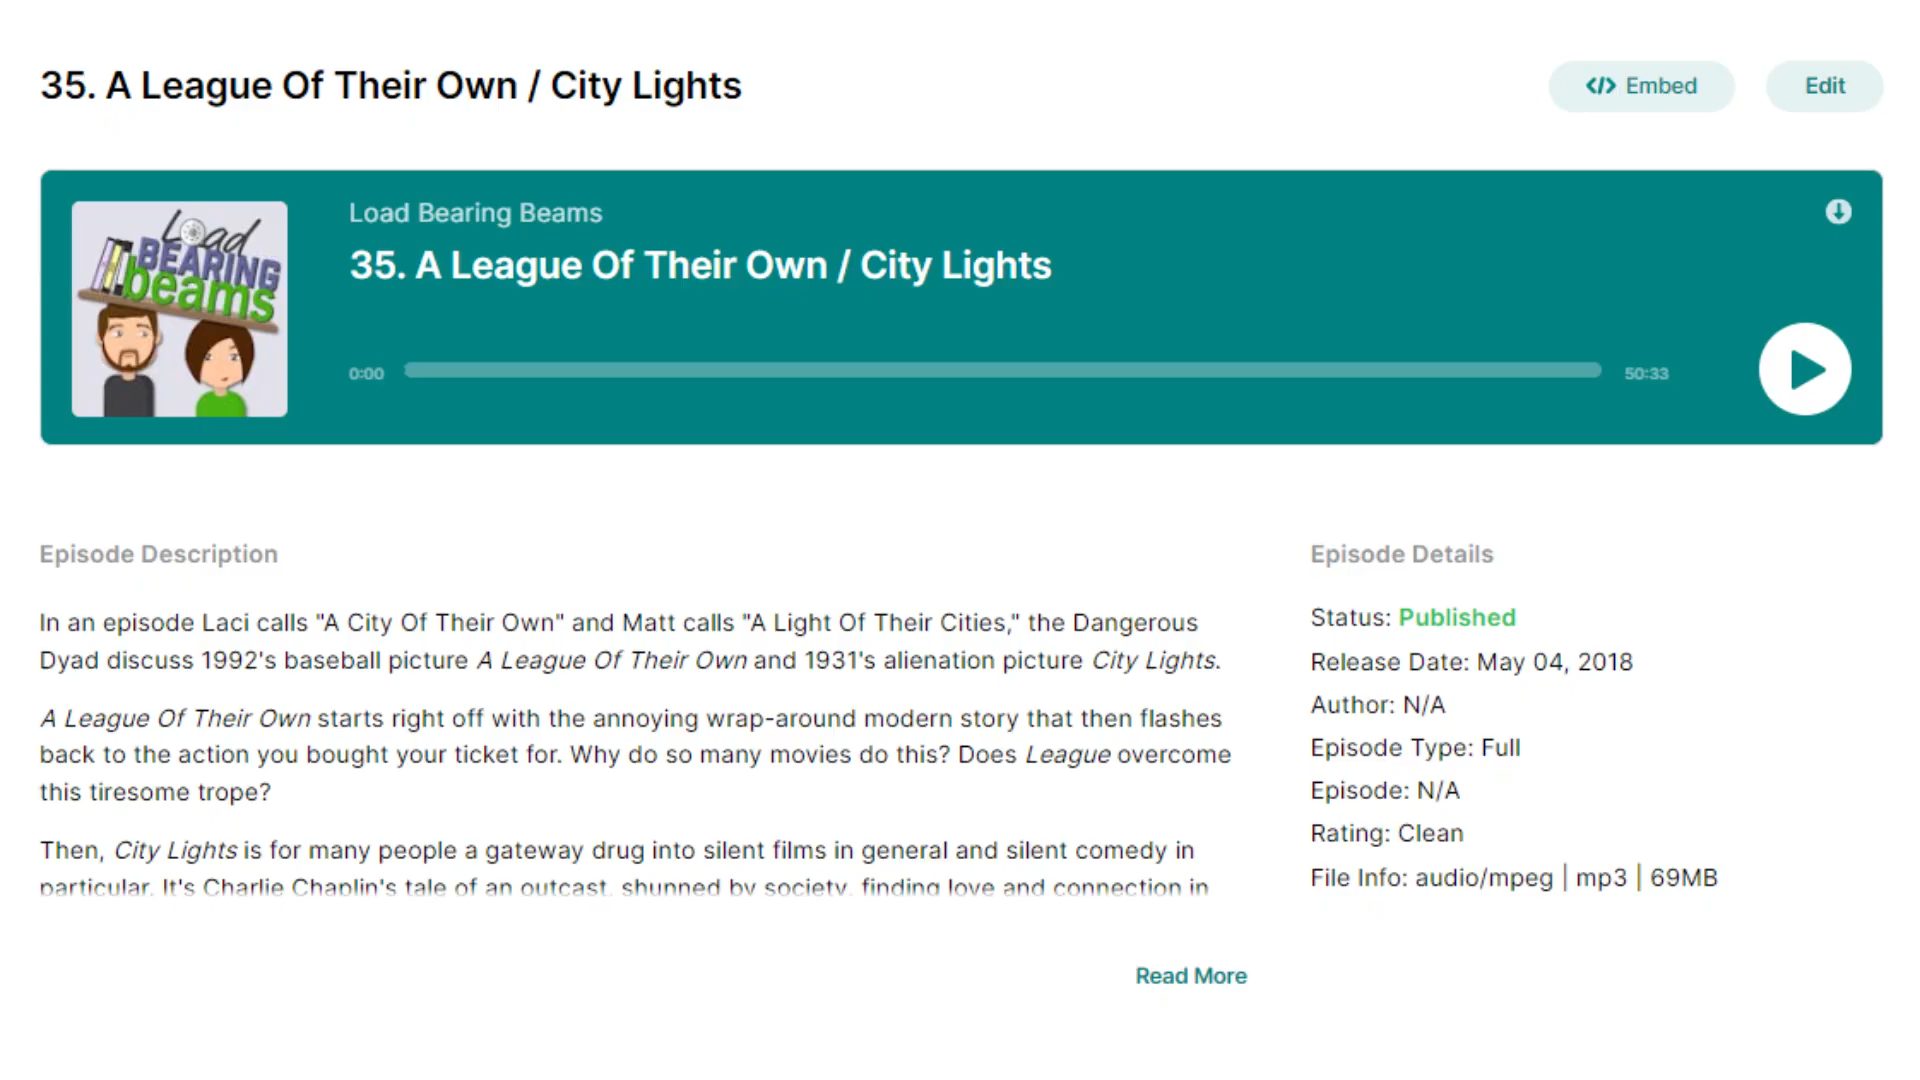 35. A League Of Their Own / City Lights
</> Embed
Edit
Load
BEARING
beams
Load Bearing Beams
35. A League Of Their Own / City Lights
0:00
50:33
Episode Description
In an episode Laci calls "A City Of Their Own" and Matt calls "A Light Of Their Cities," the Dangerous
Dyad discuss 1992's baseball picture A League Of Their Own and 1931's alienation picture City Lights.
A League Of Their Own starts right off with the annoying wrap-around modern story that then flashes
back to the action you bought your ticket for. Why do so many movies do this? Does League overcome
this tiresome trope?
Then, City Lights is for many people a gateway drug into silent films in general and silent comedy in
particular. It's Charlie Chaplin's tale of an outcast, shunned by society, finding love and connection in
Read More
Episode Details
Status: Published
Release Date: May 04, 2018
Author: N/A
Episode Type: Full
Episode: N/A
Rating: Clean
File Info: audio/mpeg | mp3 | 69MB